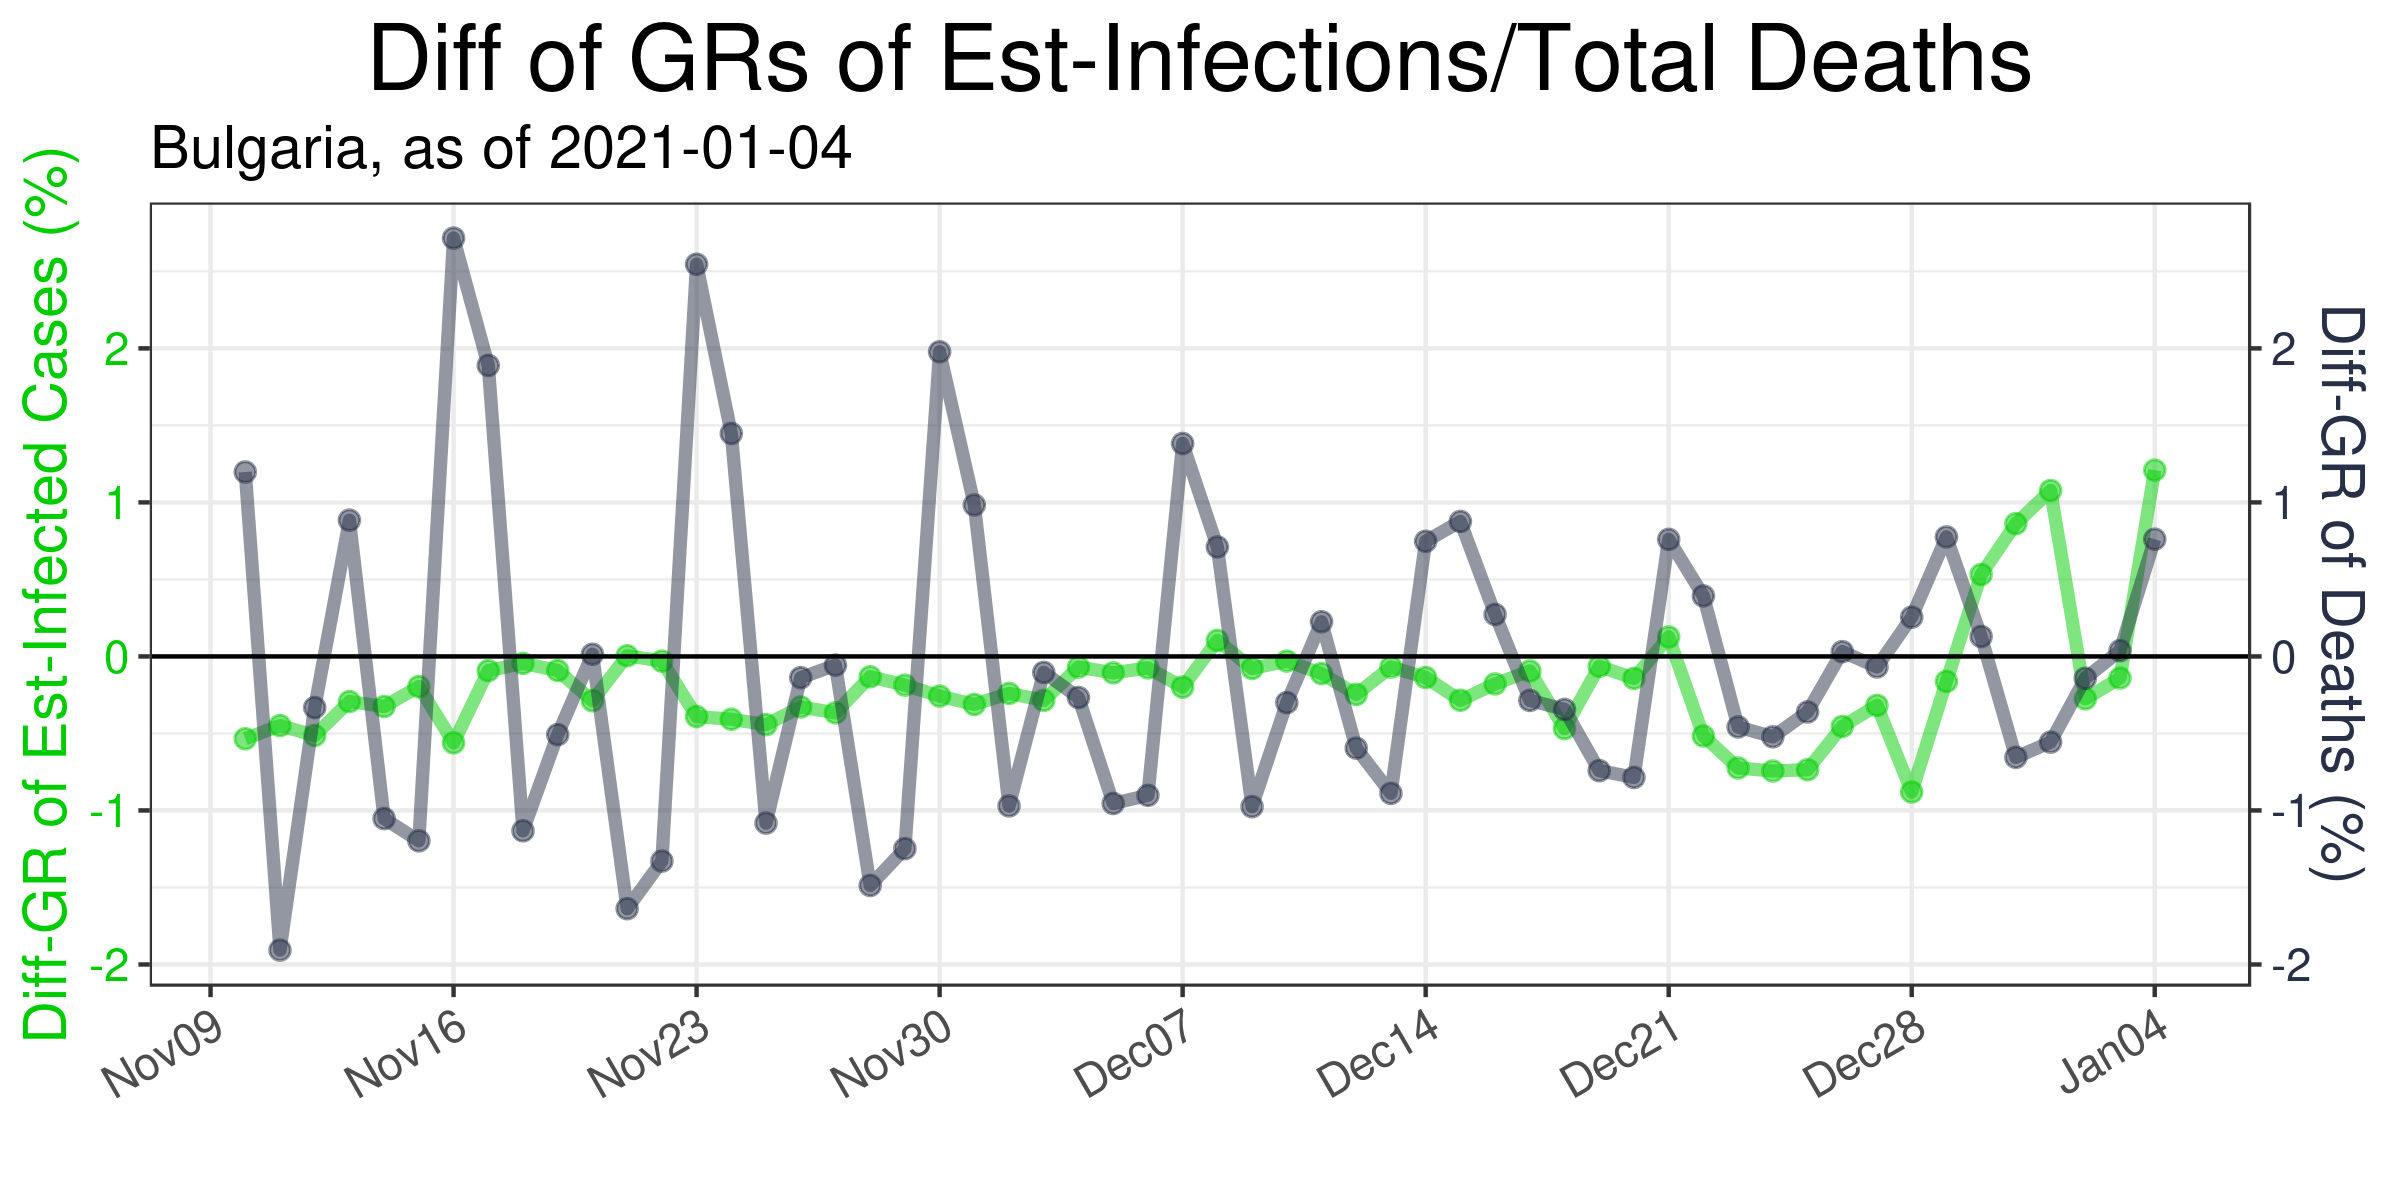 Diff of GRs of Est-Infections/Total Deaths
Bulgaria, as of 2021-01-04
Diff-GR of Est-Infected Cases (%)
2
1
0
-1
-2
2
1
0
-1
-2
Diff-GR of Deaths (%)
Nov09
Nov16
Nov23
Nov30
Dec07
Dec14
Dec21
Dec28
Jan04